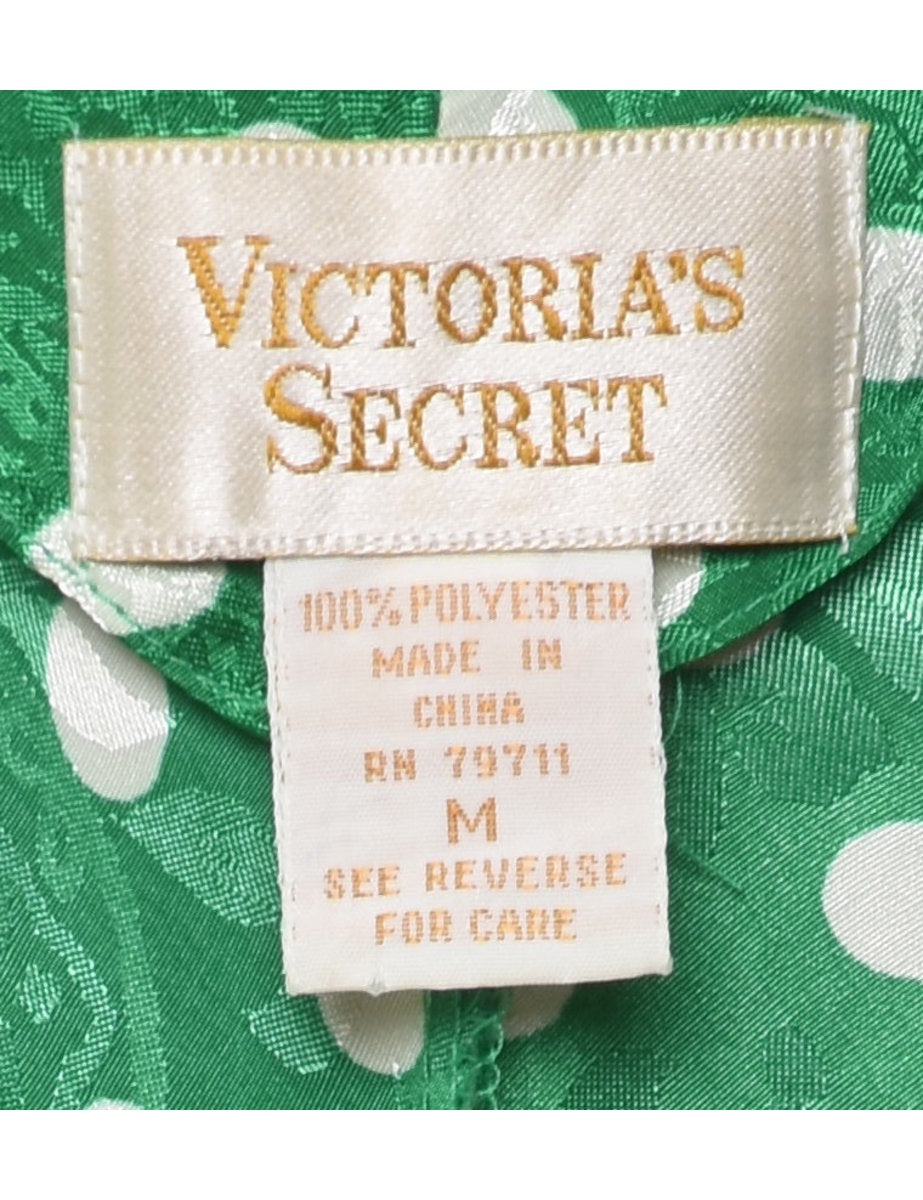 VICTORIA'S
SECRET
100% POLYESTER
MADE IN
CHINA
RN 79711
M
SEE REVERSE
FOR CARE